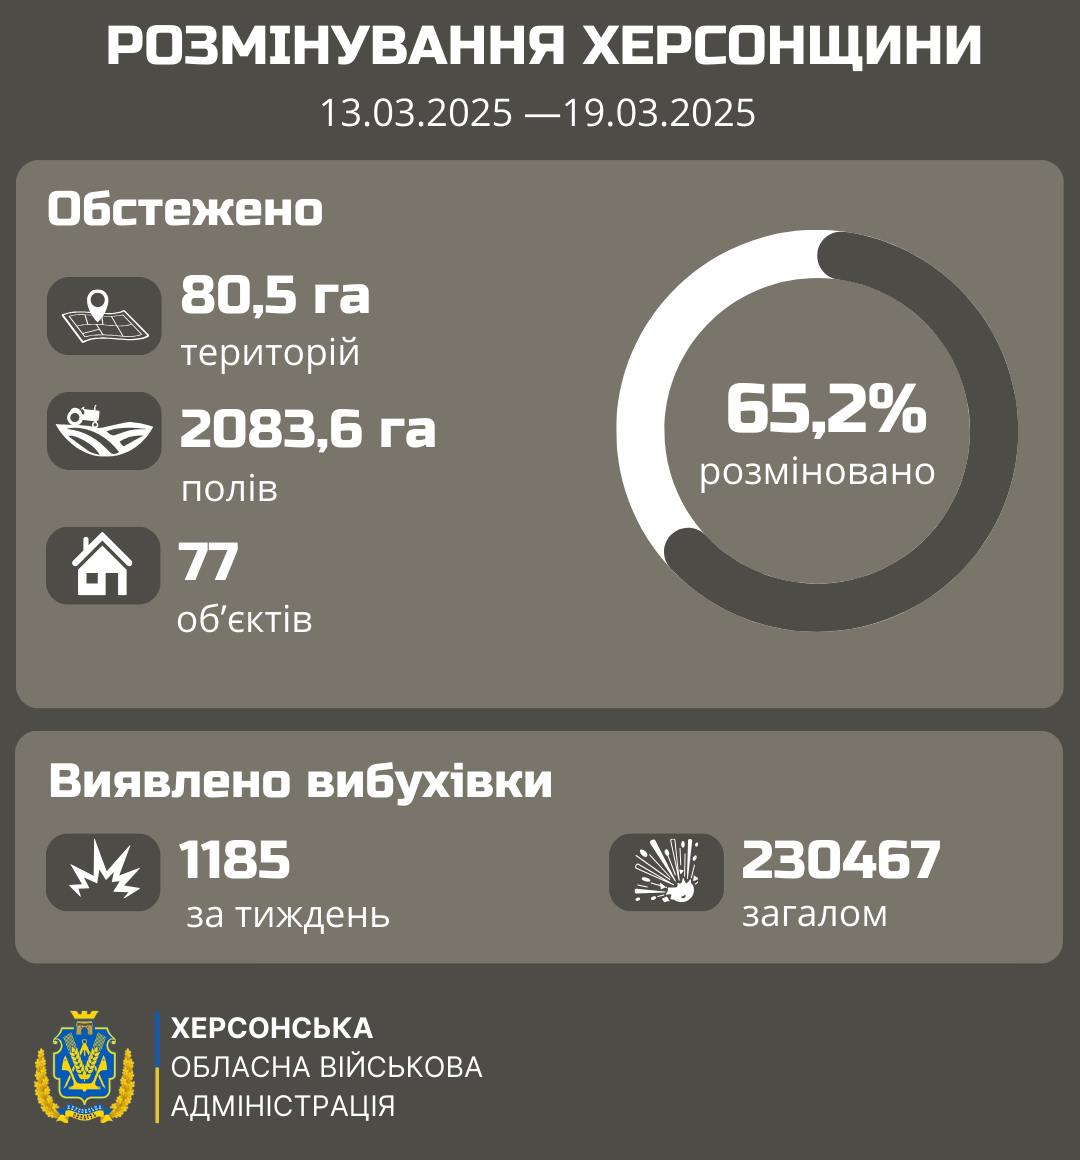 РОЗМІНУВАННЯ ХЕРСОНЩИНИ
13.03.2025 —19.03.2025
Обстежено
80,5 га
територій
2083,6 га
полів
77
об’єктів
65,2%
розміновано
Виявлено вибухівки
1185
за тиждень
230467
загалом
ХЕРСОНСЬКА
ОБЛАСНА ВІЙСЬКОВА
АДМІНІСТРАЦІЯ